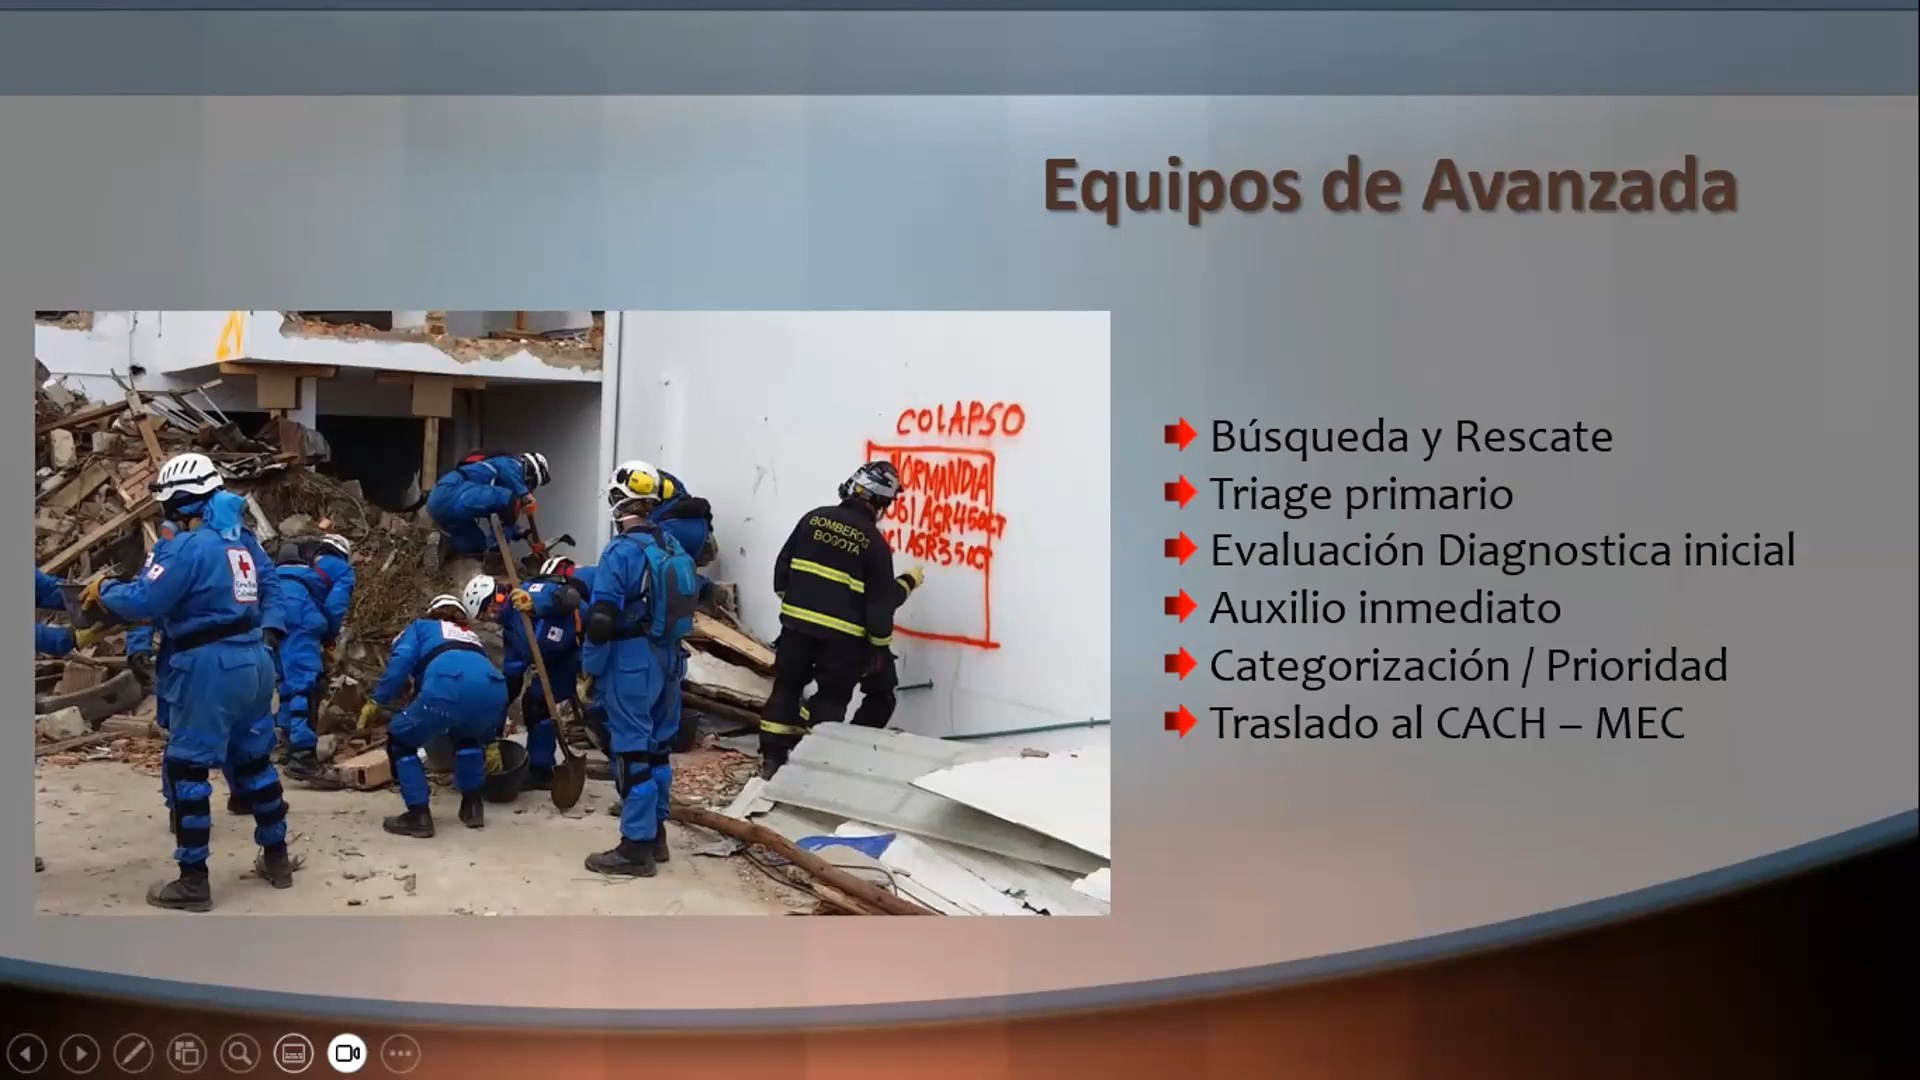 Equipos de Avanzada
COLAPSO
NORMANDIA
BOMBEROS
BOGOTA
Búsqueda y Rescate
Triage primario
Evaluación Diagnostica inicial
Auxilio inmediato
Categorización / Prioridad
Traslado al CACH – MEC